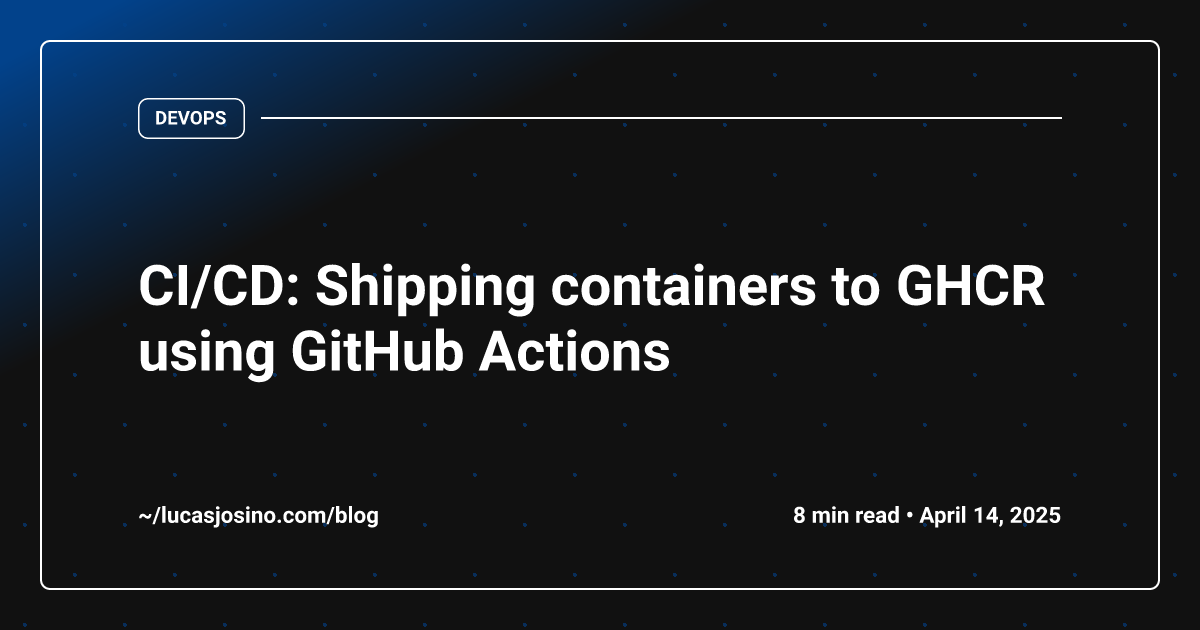 DEVOPS
CI/CD: Shipping containers to GHCR
using GitHub Actions
~/lucasjosino.com/blog
8 min read • April 14, 2025